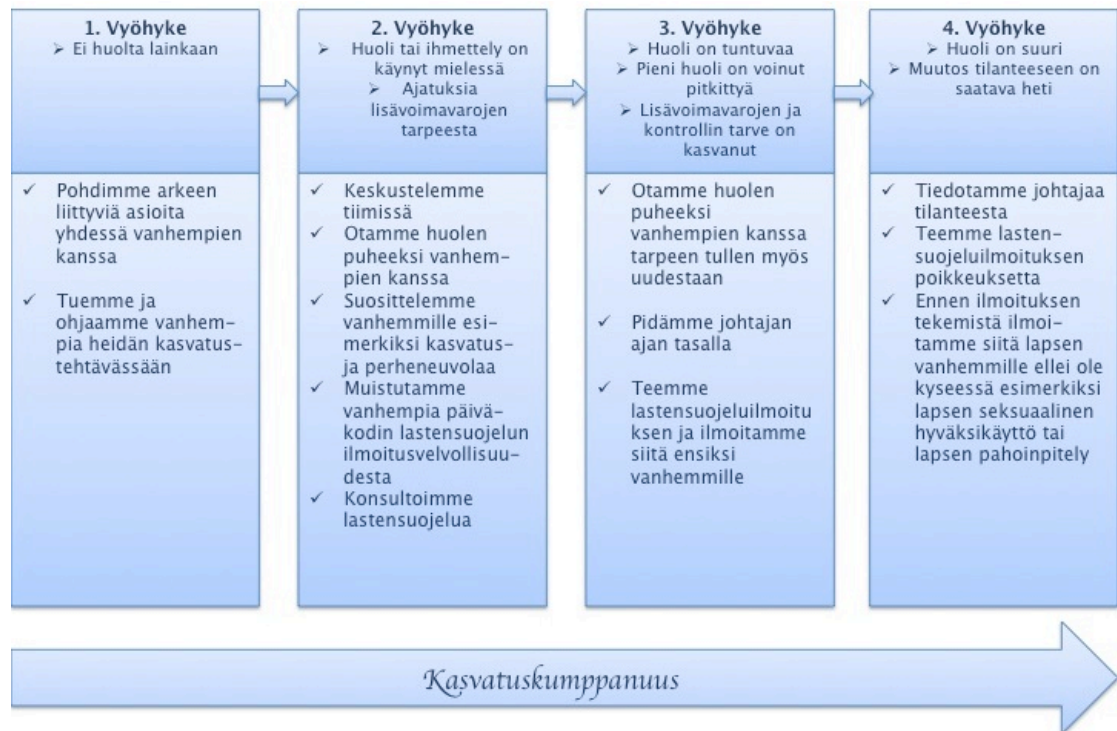 1. Vyöhyke
➢ Ei huolta lainkaan
✓ Pohdimme arkeen
liittyviä asioita
yhdessä vanhempien
kanssa
✓ Tuemme ja
ohjaamme vanhem-
pia heidän kasvatus-
tehtävässään
2. Vyöhyke
➢ Huoli tai ihmettely on
käynyt mielessä
➢ Ajatuksia
lisävoimavarojen
tarpeesta
✓ Keskustelemme
tiimissä
✓ Otamme huolen
puheeksi vanhem-
pien kanssa
✓ Suosittelemme
vanhemmille esi-
merkiksi kasvatus-
ja perheneuvolaa
✓ Muistutamme
vanhempia päivä-
kodin lastensuojelun
ilmoitusvelvollisuu-
desta
✓ Konsultoimme
lastensuojelua
3. Vyöhyke
➢ Huoli on tuntuvaa
➢ Pieni huoli on voinut
pitkittyä
➢ Lisävoimavarojen ja
kontrollin tarve on
kasvanut
✓ Otamme huolen
puheeksi
vanhempien kanssa
tarpeen tullen myös
uudestaan
✓ Pidämme johtajan
ajan tasalla
✓ Teemme
lastensuojeluilmoitu
ksen ja ilmoitamme
siitä ensiksi
vanhemmille
4. Vyöhyke
➢ Huoli on suuri
➢ Muutos tilanteeseen on
saatava heti
✓ Tiedotamme johtajaa
tilanteesta
✓ Teemme lasten-
suojeluilmoituksen
poikkeuksetta
✓ Ennen ilmoituksen
tekemistä ilmoi-
tamme siitä lapsen
vanhemmille ellei ole
kyseessä esimerkiksi
lapsen seksuaalinen
hyväksikäyttö tai
lapsen pahoinpitely
Kasvatuskumppanuus